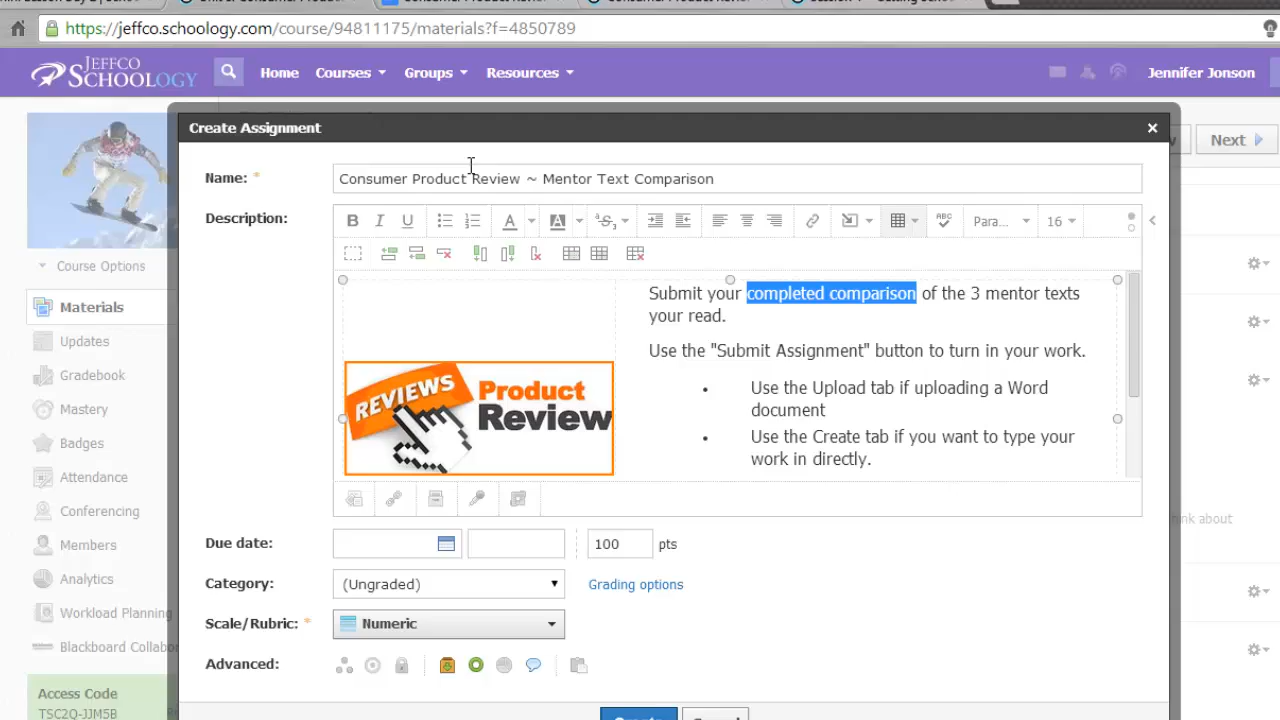 https://jeffco.schoology.com/course/94811175/materials?f=4850789
JEFFCO
SCHOOLOGY
Home Courses Groups Resources Jennifer Jonson
Create Assignment
Next
Name: * Consumer Product Review ~ Mentor Text Comparison
Description:
B I U A A S ABC Para... 16
Submit your completed comparison of the 3 mentor texts
your read.
Use the "Submit Assignment" button to turn in your work.
• Use the Upload tab if uploading a Word
document
• Use the Create tab if you want to type your
work in directly.
REVIEWS Product
Review
Course Options
Materials
Updates
Gradebook
Mastery
Badges
Attendance
Conferencing
Members
Analytics
Workload Planning
Blackboard Collabo
Access Code
TSC2Q-JJM5B
Due date: 100 pts
Category: (Ungraded) Grading options
Scale/Rubric: * Numeric
Advanced:
about